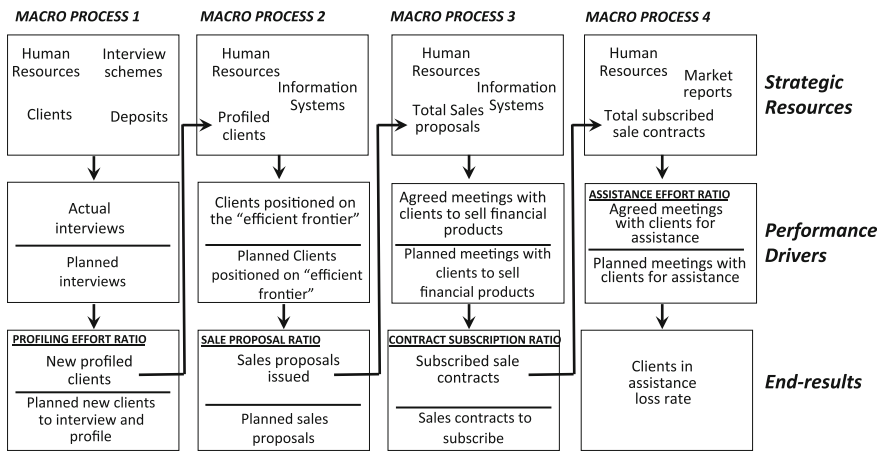 MACRO PROCESS 1
MACRO PROCESS 2
MACRO PROCESS 3
MACRO PROCESS 4
Human
Resources
Interview
schemes
Clients
Deposits
Human
Resources
Information
Systems
Profiled
clients
Human
Resources
Information
Systems
Total Sales
proposals
Human
Resources
Market
reports
Total subscribed
sale contracts
Strategic
Resources
Actual
interviews
Planned
interviews
Clients positioned on
the “efficient frontier”
Planned Clients
positioned on “efficient
frontier”
Agreed meetings with
clients to sell financial
products
Planned meetings with
clients to sell
financial products
ASSISTANCE EFFORT RATIO
Agreed meetings
with clients for
assistance
Planned meetings with
clients for assistance
Performance
Drivers
PROFILING EFFORT RATIO
New profiled
clients
Planned new clients
to interview and
profile
SALE PROPOSAL RATIO
Sales proposals
issued
Planned sales
proposals
CONTRACT SUBSCRIPTION RATIO
Subscribed sale
contracts
Sales contracts to
subscribe
Clients in
assistance
loss rate
End-results